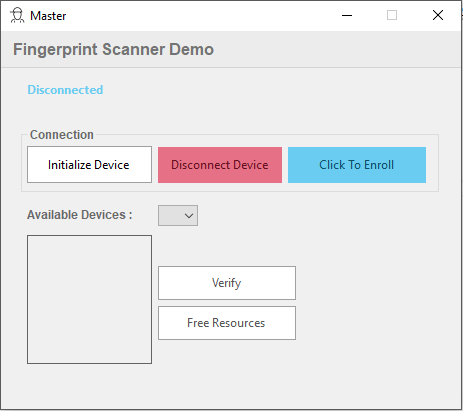 Master
Fingerprint Scanner Demo
Disconnected
Connection
Initialize Device
Disconnect Device
Click To Enroll
Available Devices :
Verify
Free Resources